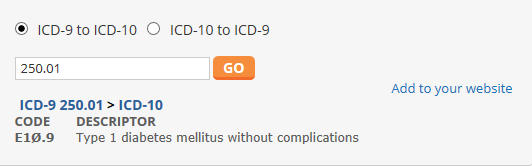 ICD-9 to ICD-10 ICD-10 to ICD-9
250.01 GO
Add to your website
ICD-9 250.01 > ICD-10
CODE DESCRIPTOR
E1Ø.9 Type 1 diabetes mellitus without complications